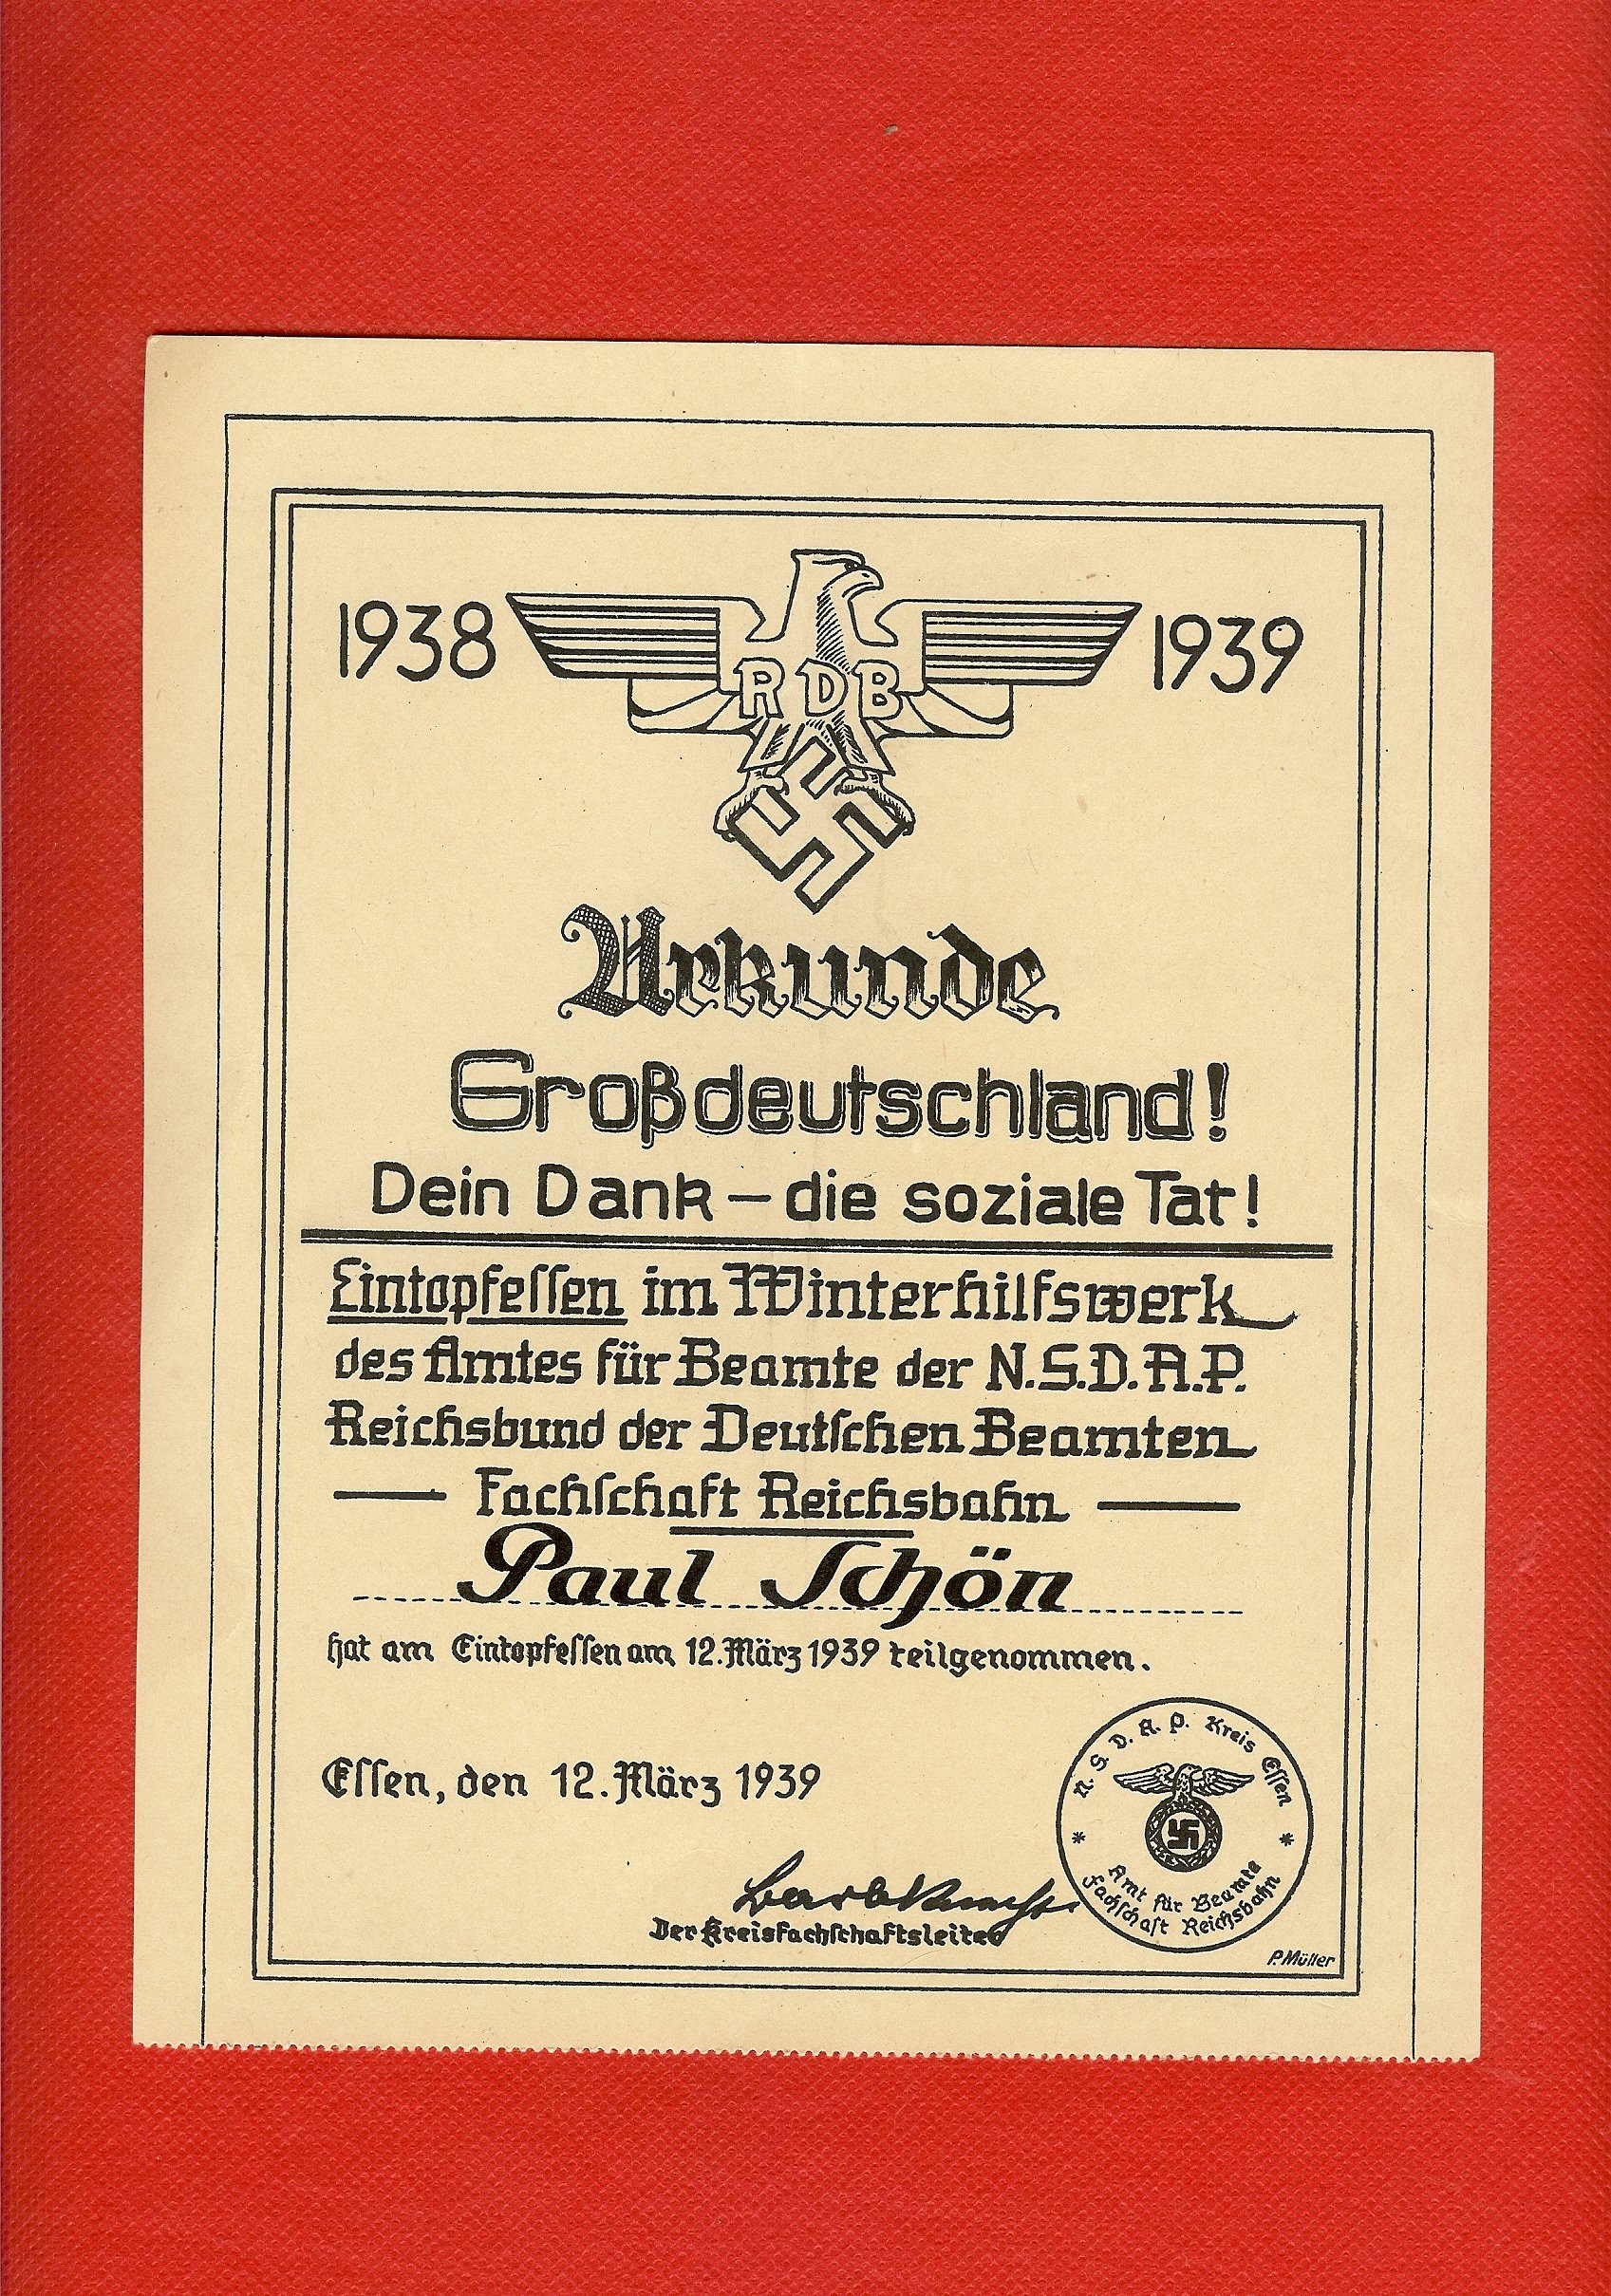 1938 1939
RDB
Urkunde
Großdeutschland!
Dein Dank – die soziale Tat!
Eintopfessen im Winterhilfswerk
des Amtes für Beamte der N.S.D.A.P.
Reichsbund der Deutschen Beamten
— Fachschaft Reichsbahn —
Paul Schön
hat am Eintopfessen am 12. März 1939 teilgenommen.
Essen, den 12. März 1939
Der Kreisfachschaftsleiter
N.S.D.A.P. Kreis Essen
Amt für Beamte
Fachschaft Reichsbahn
P. Müller